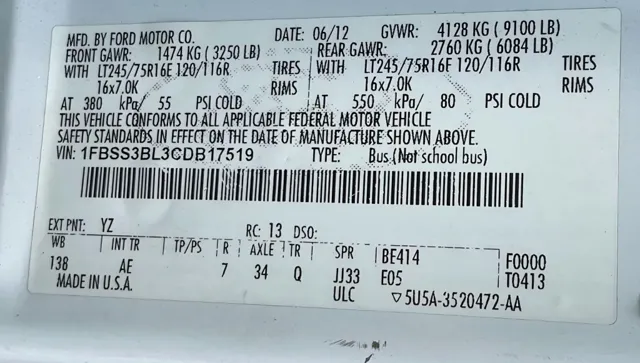 MFD. BY FORD MOTOR CO. DATE: 06/12 GVWR: 4128 KG ( 9100 LB)
FRONT GAWR: 1474 KG ( 3250 LB) REAR GAWR: 2760 KG ( 6084 LB)
WITH LT245/75R16E 120/116R TIRES WITH LT245/75R16F 120/116R TIRES
16x7.0K RIMS 16x7.0K RIMS
AT 380 kPa/ 55 PSI COLD AT 550 kPa/ 80 PSI COLD
THIS VEHICLE CONFORMS TO ALL APPLICABLE FEDERAL MOTOR VEHICLE
SAFETY STANDARDS IN EFFECT ON THE DATE OF MANUFACTURE SHOWN ABOVE.
VIN: 1FBSS3BL3CDB17519 TYPE: Bus (Not school bus)
EXT PNT: YZ RC: 13 DSO:
WB INT TR TP/PS R AXLE TR SPR BE414 F0000
138 AE 7 34 Q JJ33 E05 T0413
MADE IN U.S.A. ULC ▽5U5A-3520472-AA